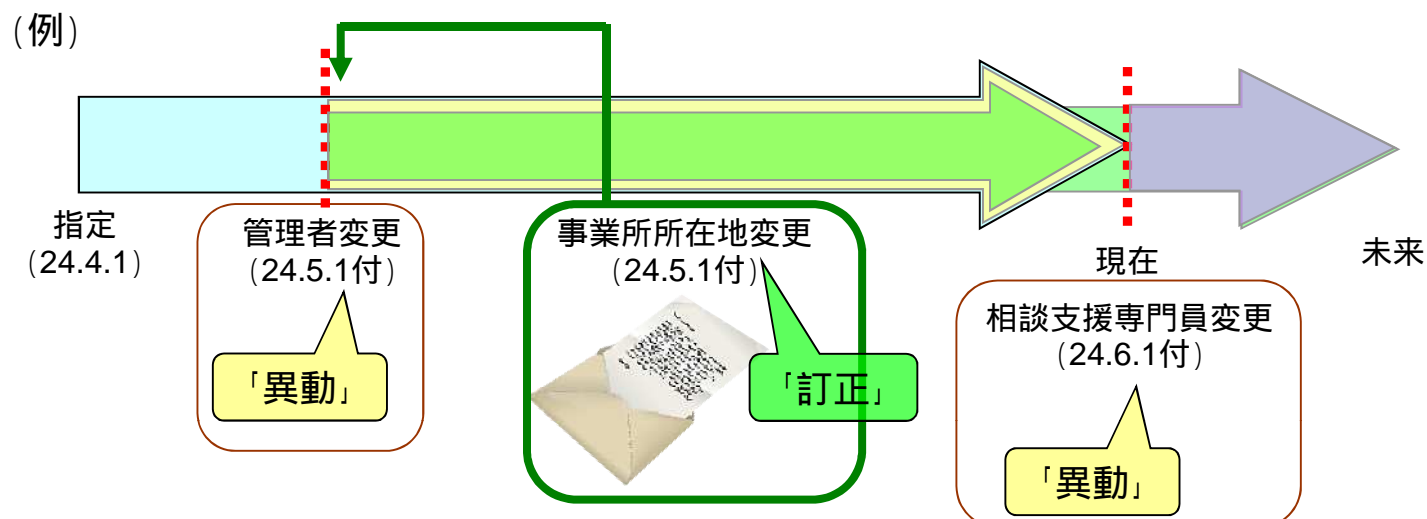 （例）
指定
（24.4.1）
管理者変更
（24.5.1付）
「異動」
事業所所在地変更
（24.5.1付）
「訂正」
現在
未来
相談支援専門員変更
（24.6.1付）
「異動」